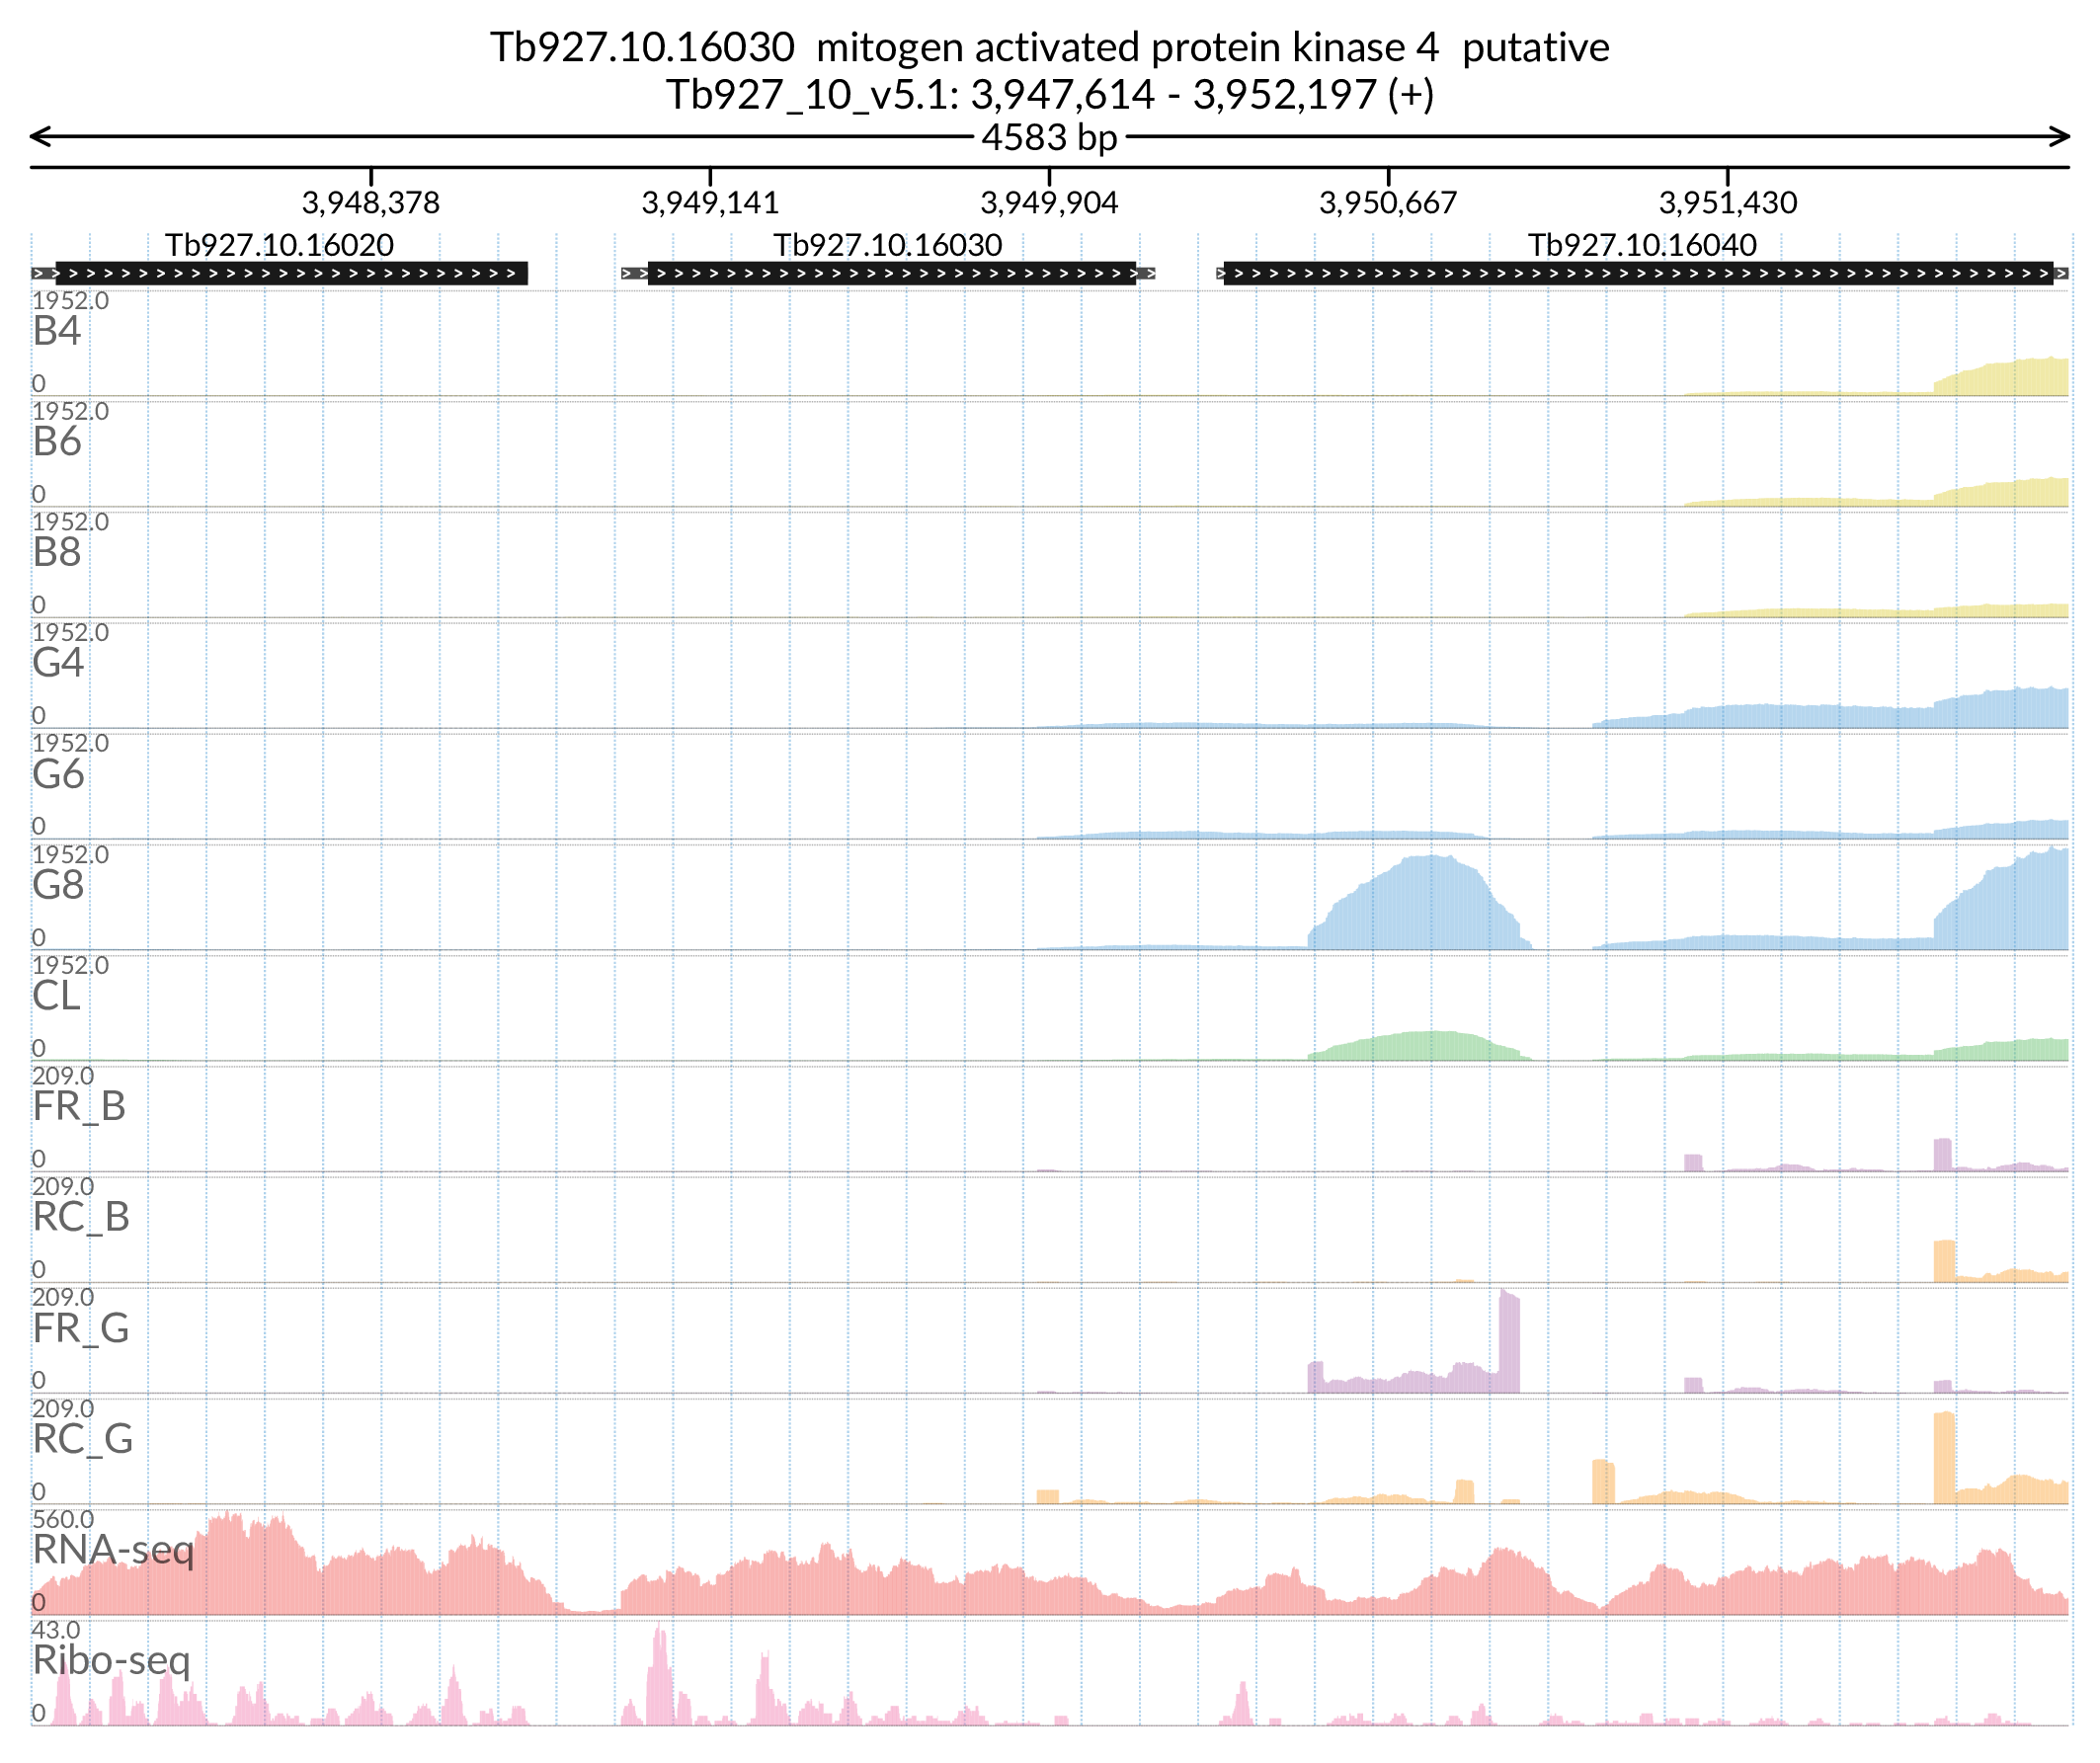 Tb927.10.16030  mitogen activated protein kinase 4  putative
Tb927_10_v5.1: 3,947,614 - 3,952,197 (+)
4583 bp
3,948,378 3,949,141 3,949,904 3,950,667 3,951,430
Tb927.10.16020 Tb927.10.16030 Tb927.10.16040
1952.0
B4
0
1952.0
B6
0
1952.0
B8
0
1952.0
G4
0
1952.0
G6
0
1952.0
G8
0
1952.0
CL
0
209.0
FR_B
0
209.0
RC_B
0
209.0
FR_G
0
209.0
RC_G
0
560.0
RNA-seq
0
43.0
Ribo-seq
0